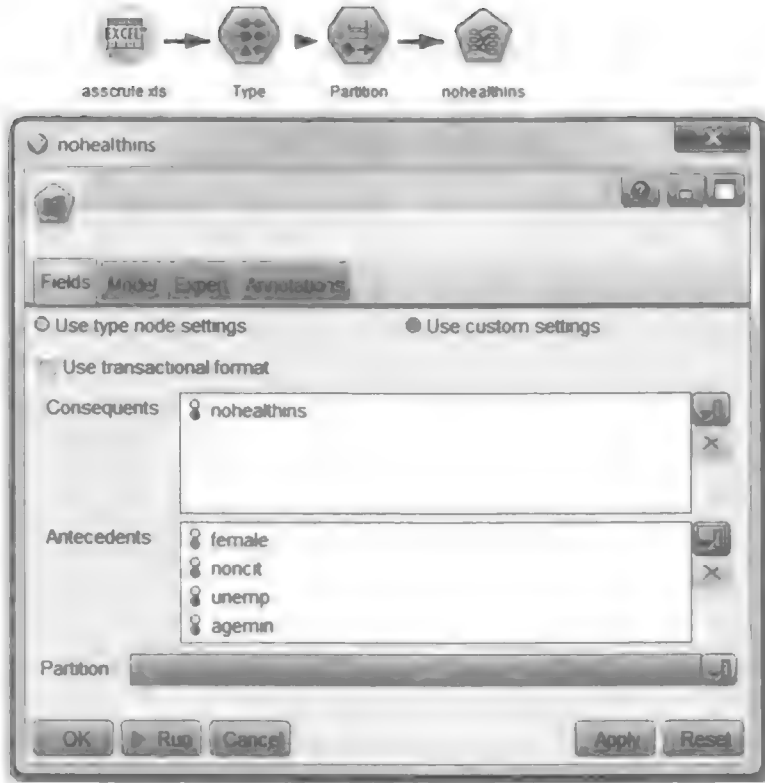 EXCEL
asscrule xls Type Partition nohealthins
nohealthins
Fields Model Expert Annotations
Use type node settings Use custom settings
Use transactional format
Consequents nohealthins
Antecedents female
noncit
unemp
agemin
Partition
OK Run Cancel Apply Reset